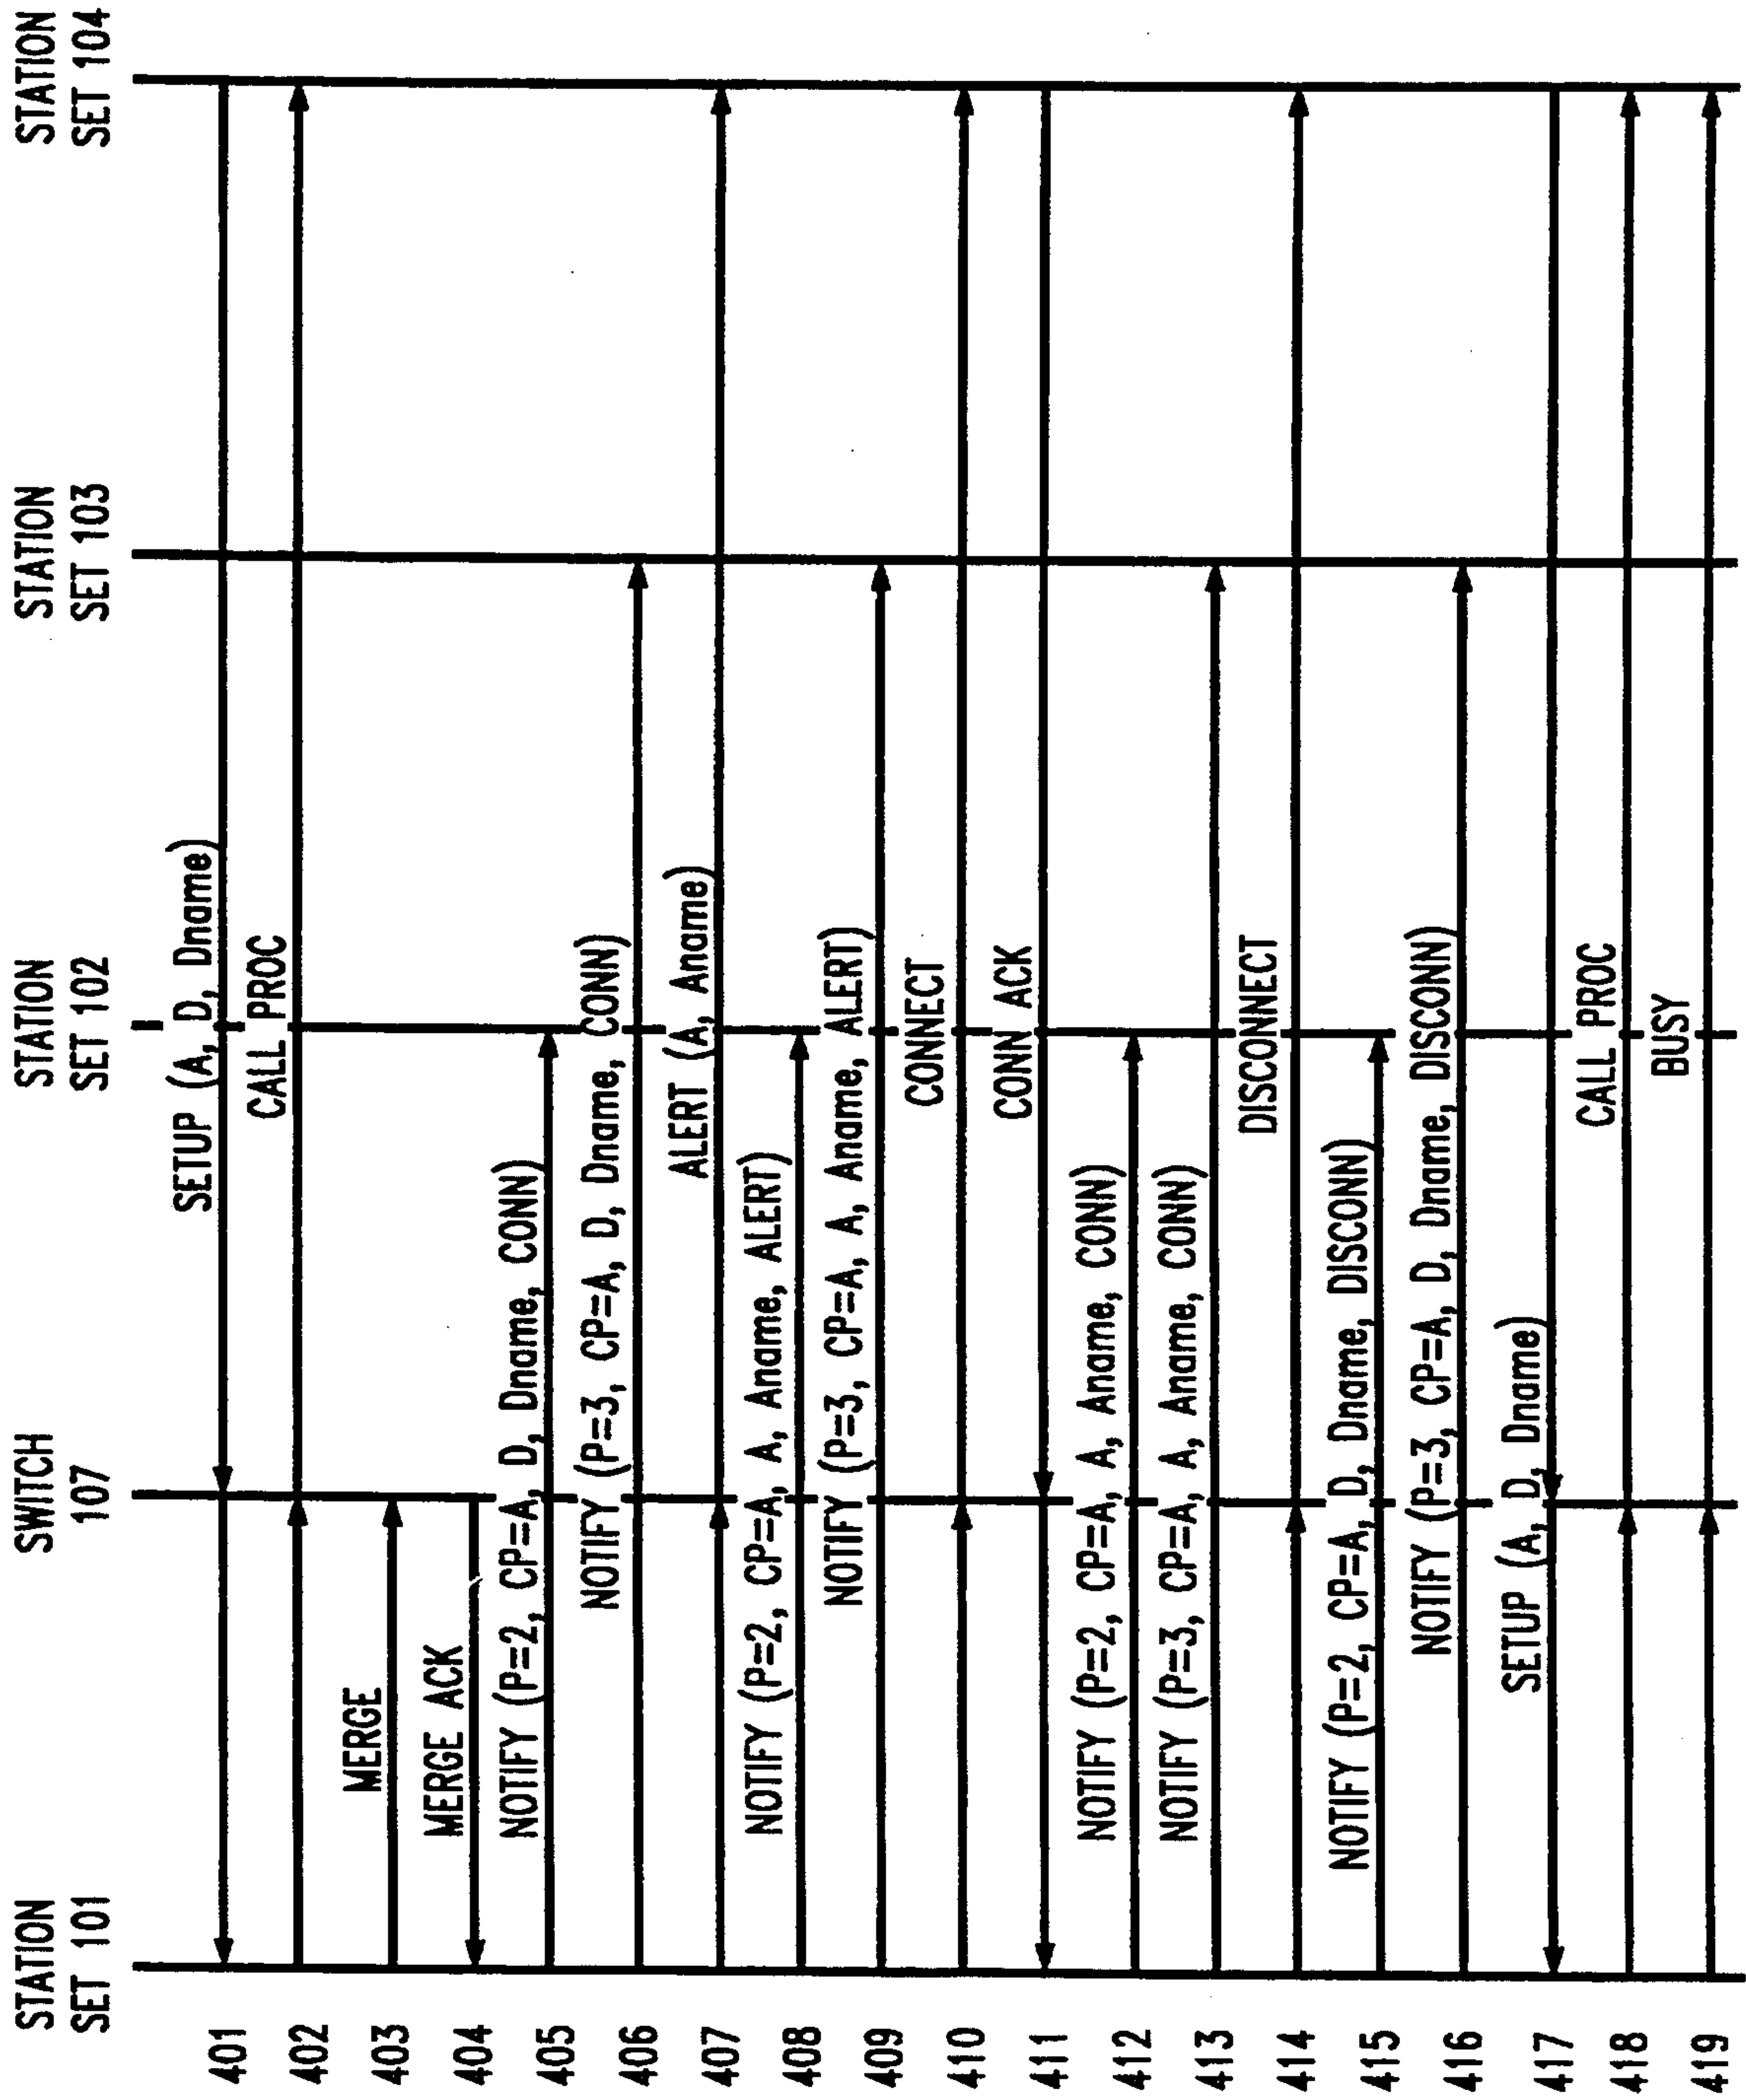 STATION
SET 101
SWITCH
107
STATION
SET 102
STATION
SET 103
STATION
SET 104
401
SETUP (A, D, Dname)
402
CALL PROC
403
MERGE
404
MERGE ACK
405
NOTIFY (P=2, CP=A, D, Dname, CONN)
406
NOTIFY (P=3, CP=A, D, Dname, CONN)
407
ALERT (A, Aname)
408
NOTIFY (P=2, CP=A, A, Aname, ALERT)
409
NOTIFY (P=3, CP=A, A, Aname, ALERT)
410
CONNECT
411
CONN ACK
412
NOTIFY (P=2, CP=A, A, Aname, CONN)
413
NOTIFY (P=3, CP=A, A, Aname, CONN)
414
DISCONNECT
415
NOTIFY (P=2, CP=A, D, Dname, DISCONN)
416
NOTIFY (P=3, CP=A, D, Dname, DISCONN)
417
SETUP (A, D, Dname)
418
CALL PROC
419
BUSY